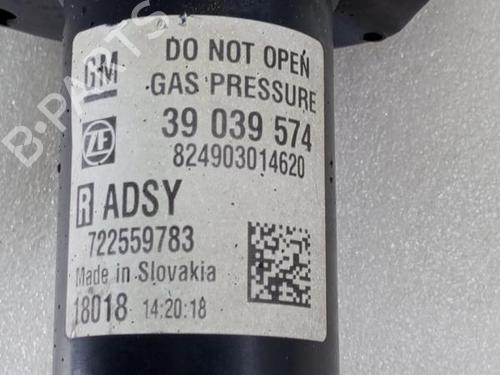 GM
DO NOT OPEN
GAS PRESSURE
ZF
39 039 574
824903014620
R ADSY
722559783
Made in Slovakia
18018 14:20:18
B-PARTS